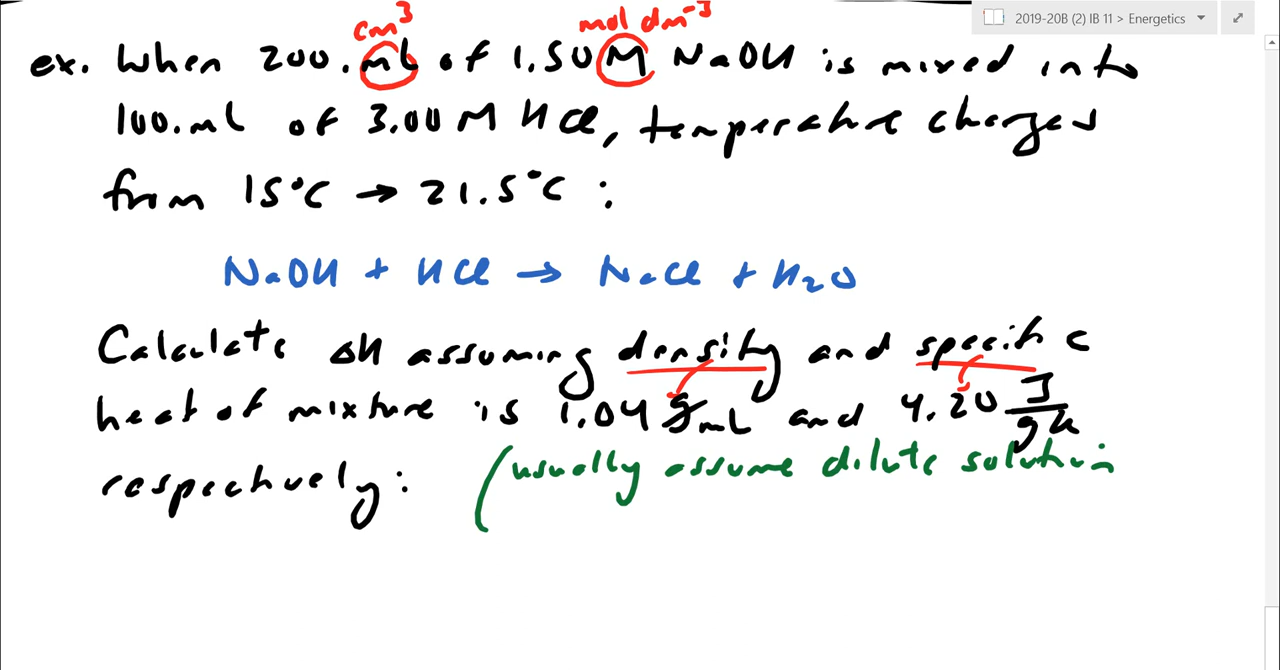 2019-20B (2) IB 11 > Energetics
cm³ mol dm⁻³
ex. When 200. mL of 1.50 M NaOH is mixed into
100. mL of 3.00 M HCl, temperature changes
from 15°C → 21.5°C :
NaOH + HCl → NaCl + H₂O
Calculate ΔH assuming density and specific
heat of mixture is 1.04 g/mL and 4.20 J/gK
respectively: (usually assume dilute solution